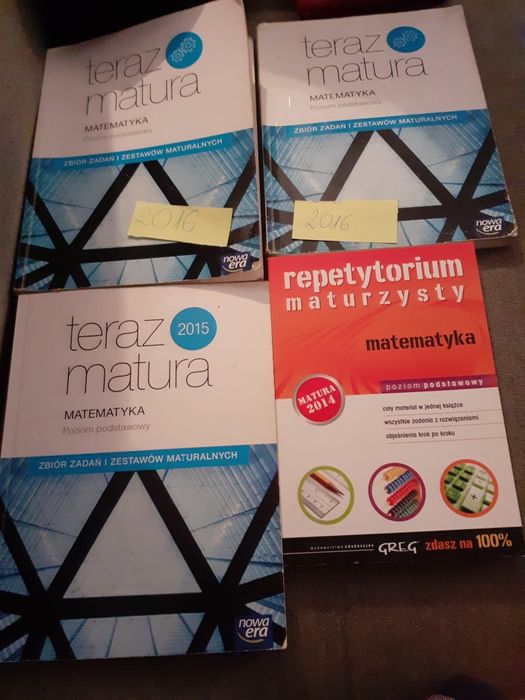 teraz
matura
MATEMATYKA
Poziom podstawowy
ZBIÓR ZADAŃ I ZESTAWÓW MATURALNYCH
2016
nowa
era
teraz
matura
MATEMATYKA
Poziom podstawowy
ZBIÓR ZADAŃ I ZESTAWÓW MATURALNYCH
2016
nowa
era
teraz 2015
matura
MATEMATYKA
Poziom podstawowy
ZBIÓR ZADAŃ I ZESTAWÓW MATURALNYCH
nowa
era
repetytorium
maturzysty
matematyka
poziom podstawowy
MATURA
2014
cały materiał w jednej książce
wszystkie zadania z rozwiązaniami
objaśnienia krok po kroku
wydawnictwo edukacyjne GREG zdasz na 100%